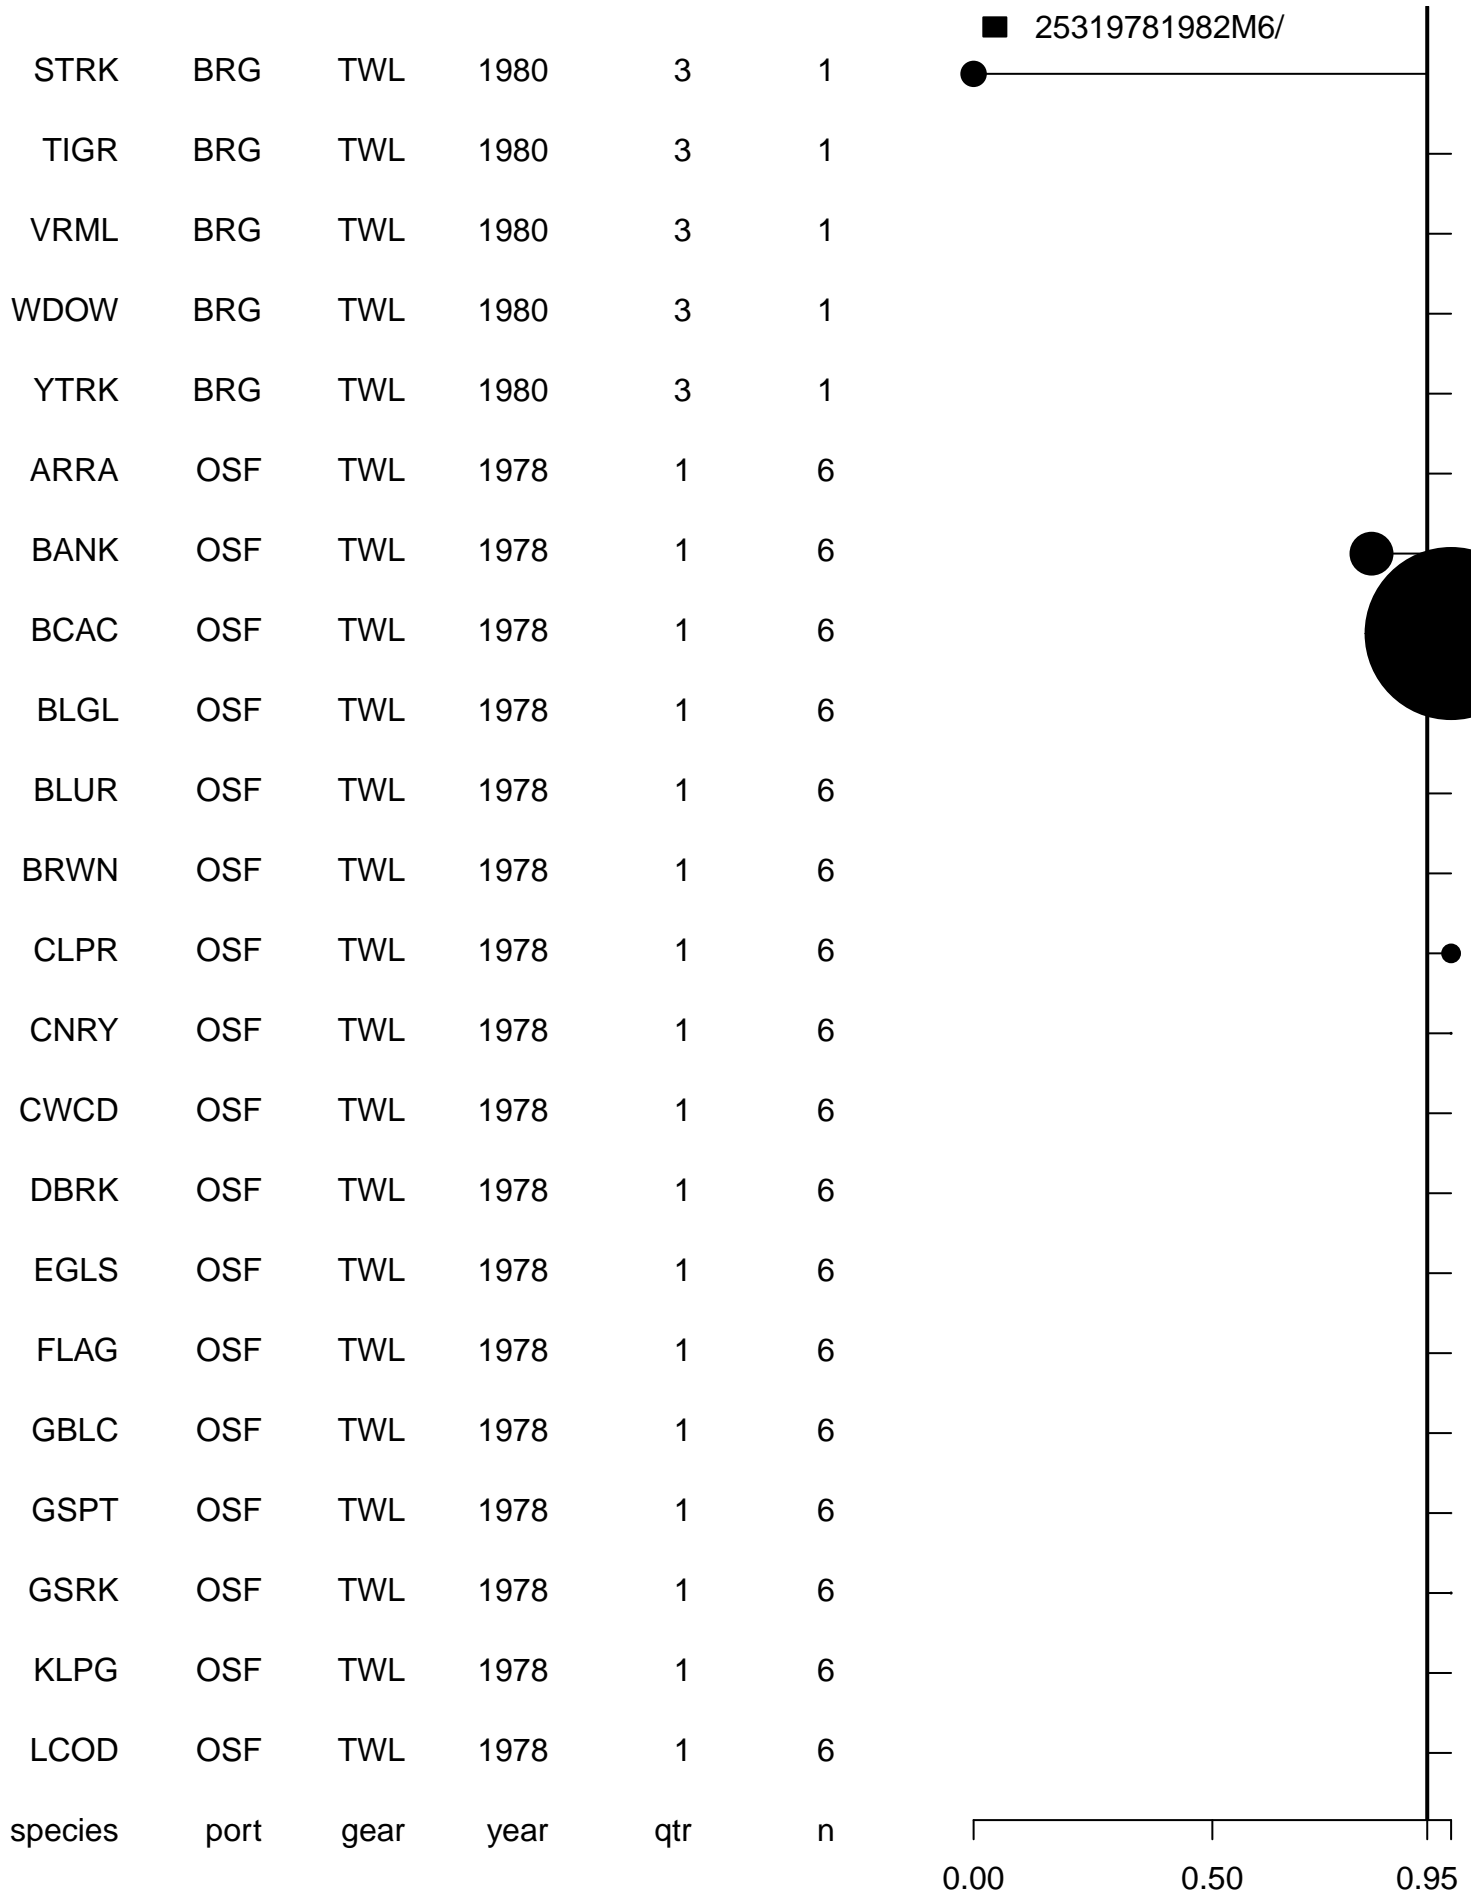 25319781982M6/
STRK BRG TWL 1980 3 1
TIGR BRG TWL 1980 3 1
VRML BRG TWL 1980 3 1
WDOW BRG TWL 1980 3 1
YTRK BRG TWL 1980 3 1
ARRA OSF TWL 1978 1 6
BANK OSF TWL 1978 1 6
BCAC OSF TWL 1978 1 6
BLGL OSF TWL 1978 1 6
BLUR OSF TWL 1978 1 6
BRWN OSF TWL 1978 1 6
CLPR OSF TWL 1978 1 6
CNRY OSF TWL 1978 1 6
CWCD OSF TWL 1978 1 6
DBRK OSF TWL 1978 1 6
EGLS OSF TWL 1978 1 6
FLAG OSF TWL 1978 1 6
GBLC OSF TWL 1978 1 6
GSPT OSF TWL 1978 1 6
GSRK OSF TWL 1978 1 6
KLPG OSF TWL 1978 1 6
LCOD OSF TWL 1978 1 6
species port gear year qtr n
0.00 0.50 0.95